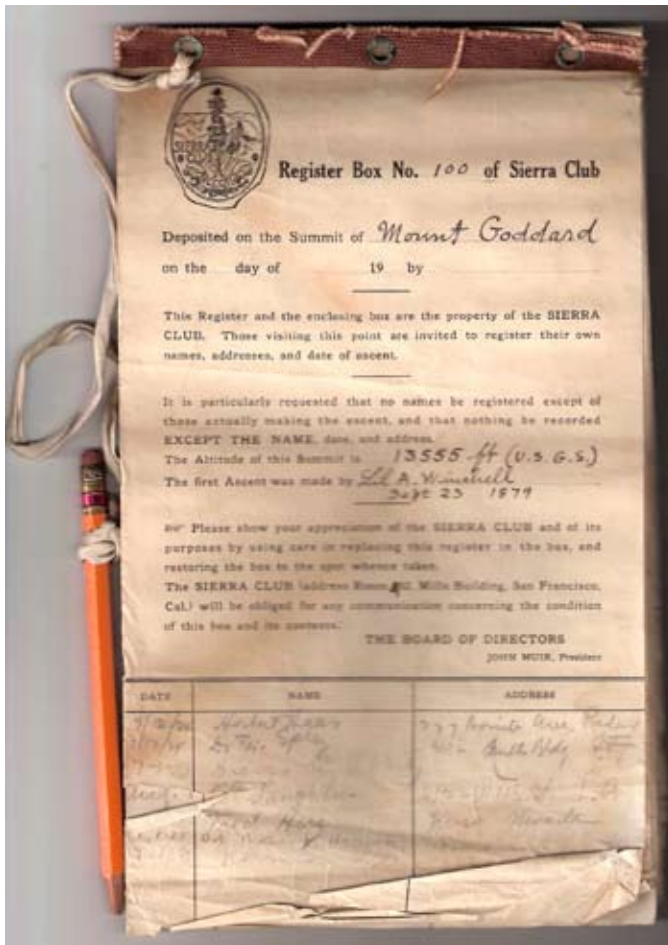 SIERRA
CLUB
Register Box No. 100 of Sierra Club
Deposited on the Summit of Mount Goddard
on the day of 19 by
This Register and the enclosing box are the property of the SIERRA
CLUB. Those visiting this point are invited to register their own
names, addresses, and date of ascent.
It is particularly requested that no names be registered except of
those actually making the ascent, and that nothing be recorded
EXCEPT THE NAME, date, and address.
The Altitude of this Summit is 13555 ft (U.S.G.S.)
The first Ascent was made by Lil A. Winchell
Sept 23 1879
Please show your appreciation of the SIERRA CLUB and of its
purposes by using care in replacing this register in the box, and
restoring the box to the spot whence taken.
The SIERRA CLUB (address Room Mills Building, San Francisco,
Cal.) will be obliged for any communication concerning the condition
of this box and its contents.
THE BOARD OF DIRECTORS
JOHN MUIR, President
DATE NAME ADDRESS